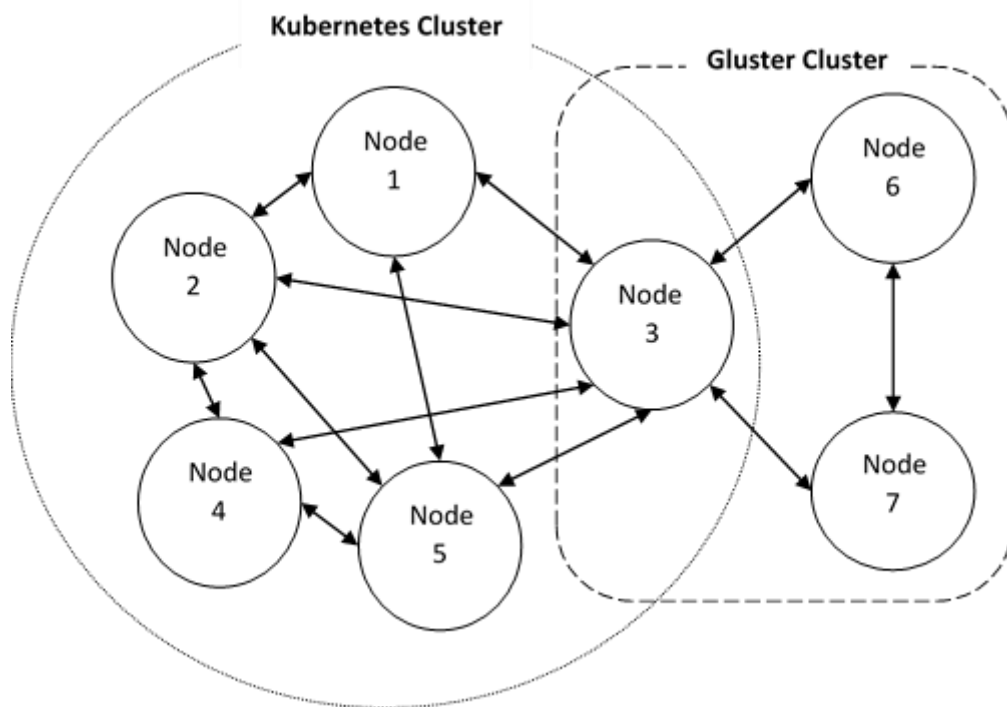 Kubernetes Cluster
Gluster Cluster
Node
1
Node
6
Node
2
Node
3
Node
4
Node
5
Node
7